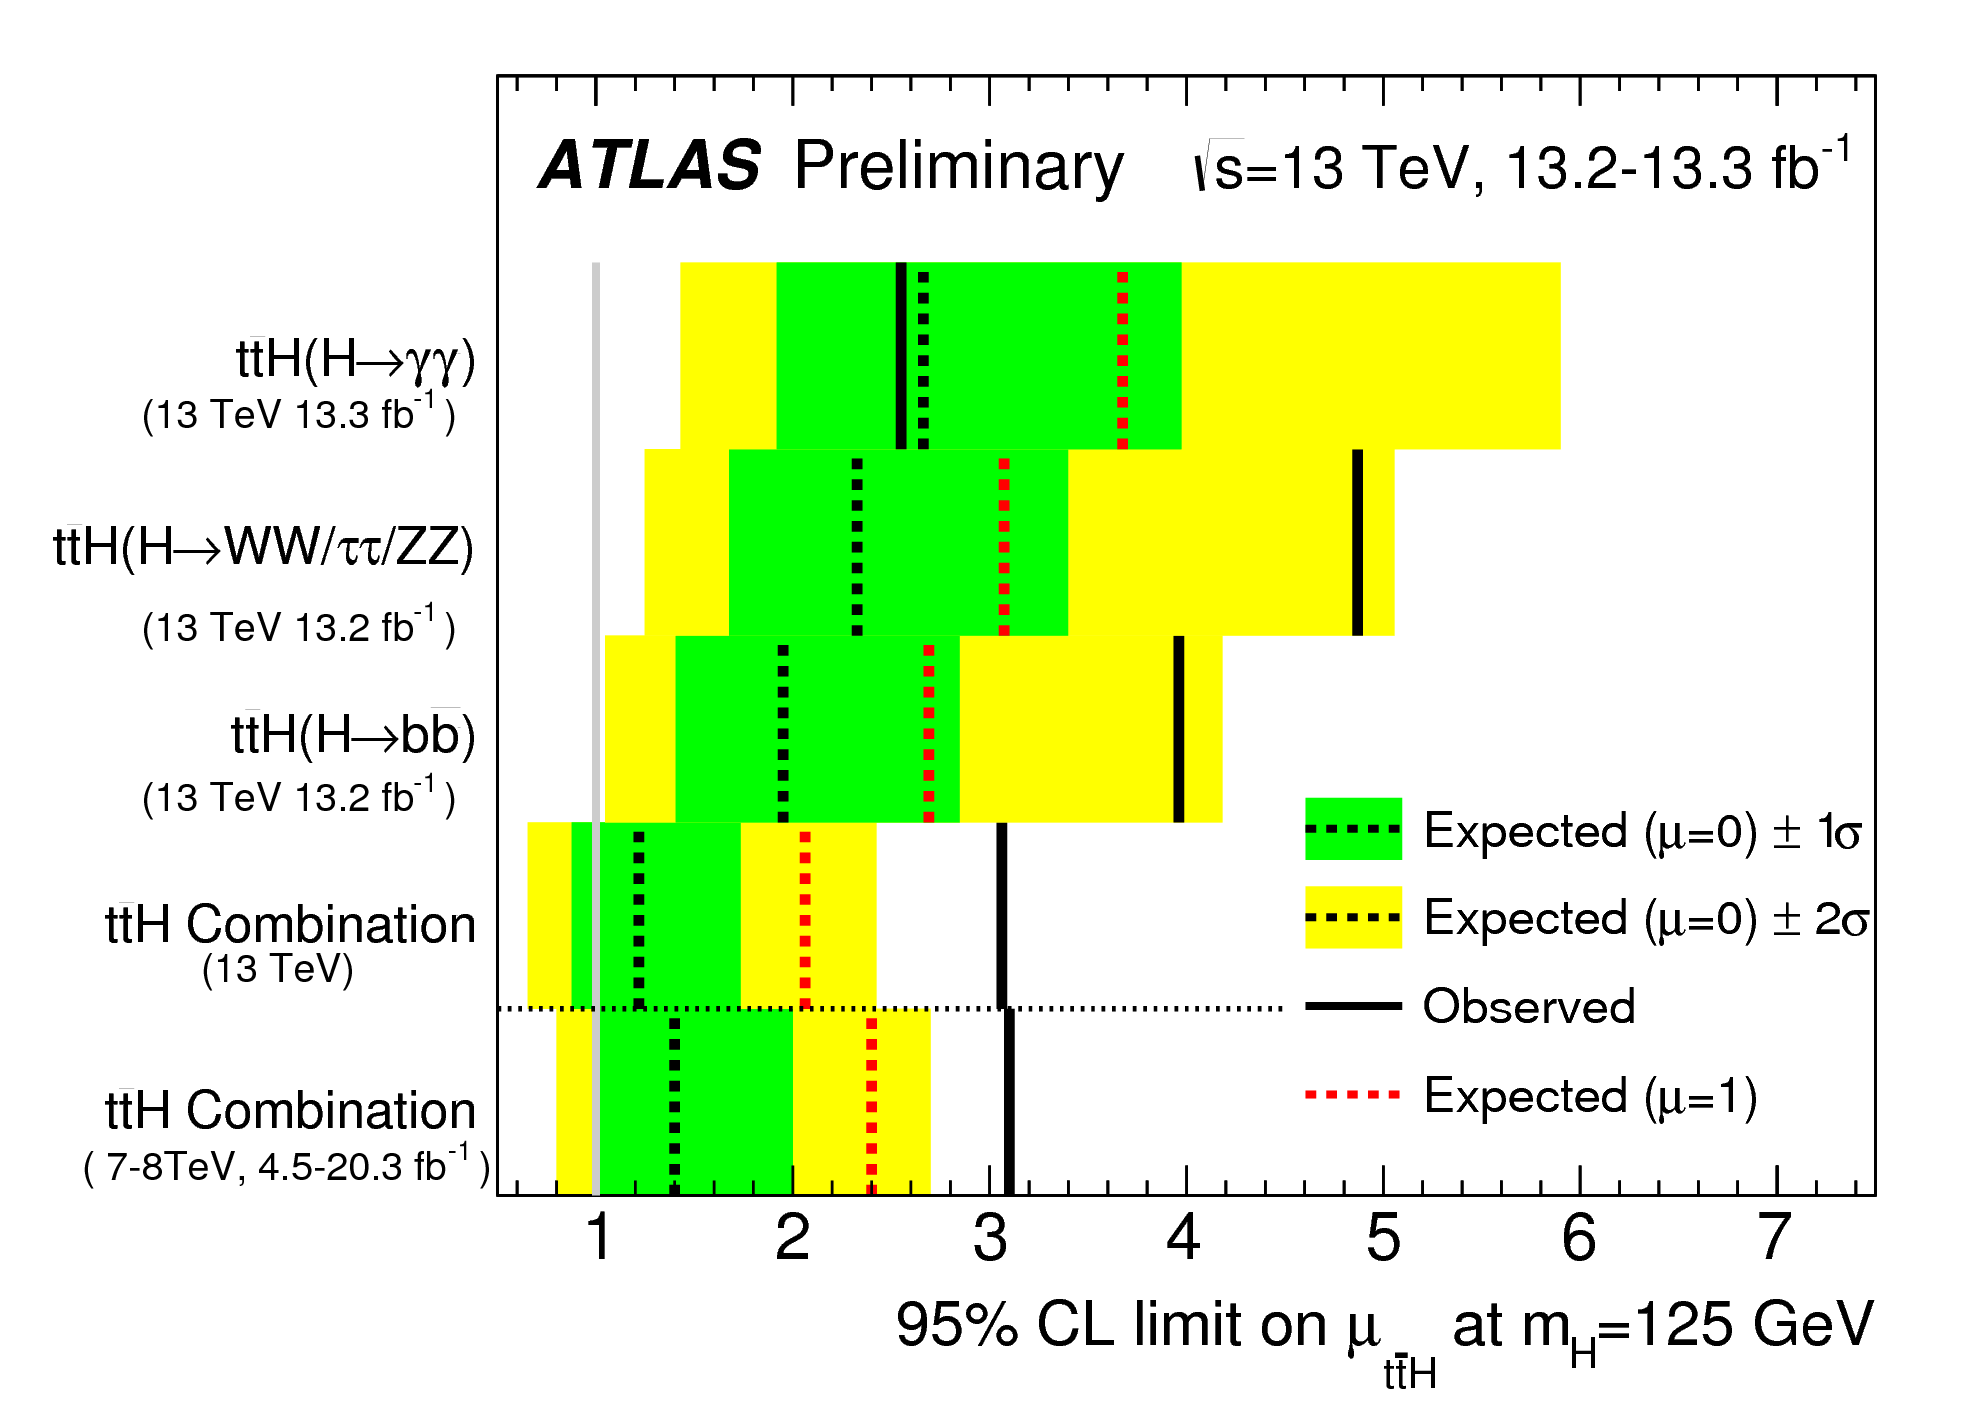 ATLAS Preliminary √s=13 TeV, 13.2-13.3 fb⁻¹
tt̄H(H→γγ)
(13 TeV 13.3 fb⁻¹ )
tt̄H(H→WW/ττ/ZZ)
(13 TeV 13.2 fb⁻¹ )
tt̄H(H→bb̄)
(13 TeV 13.2 fb⁻¹ )
tt̄H Combination
(13 TeV)
tt̄H Combination
( 7-8TeV, 4.5-20.3 fb⁻¹ )
Expected (μ=0) ± 1σ
Expected (μ=0) ± 2σ
Observed
Expected (μ=1)
1 2 3 4 5 6 7
95% CL limit on μ_tt̄H at m_H=125 GeV